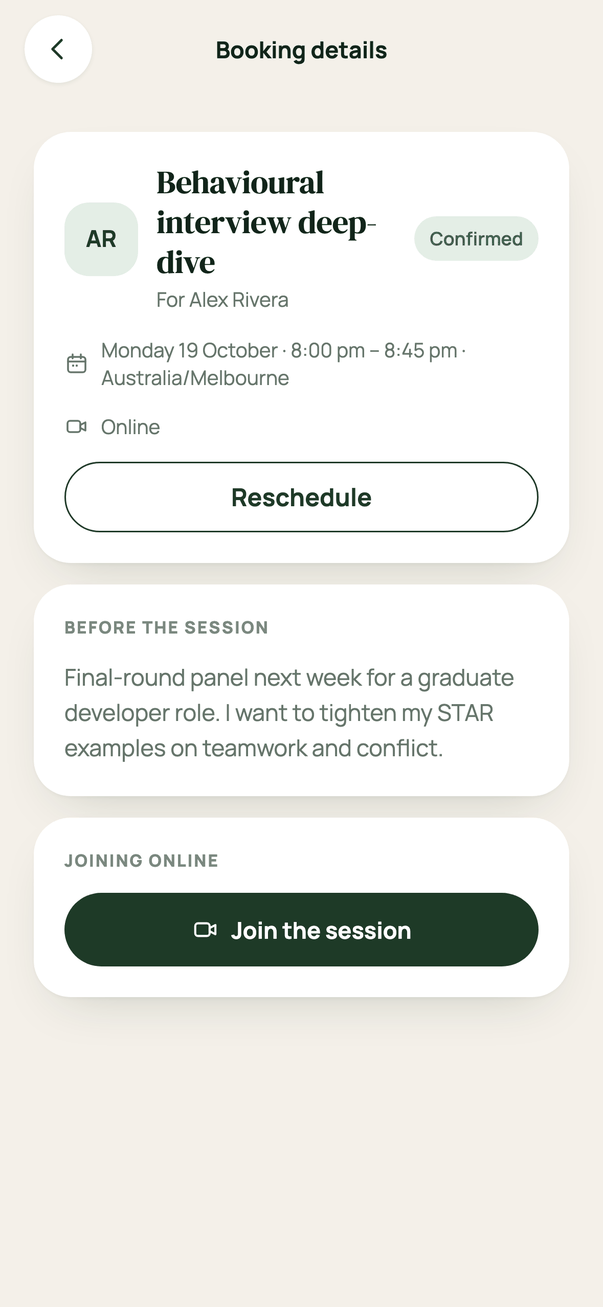 Booking details
Behavioural
interview deep-
dive
AR
Confirmed
For Alex Rivera
Monday 19 October · 8:00 pm – 8:45 pm ·
Australia/Melbourne
Online
Reschedule
BEFORE THE SESSION
Final-round panel next week for a graduate
developer role. I want to tighten my STAR
examples on teamwork and conflict.
JOINING ONLINE
Join the session